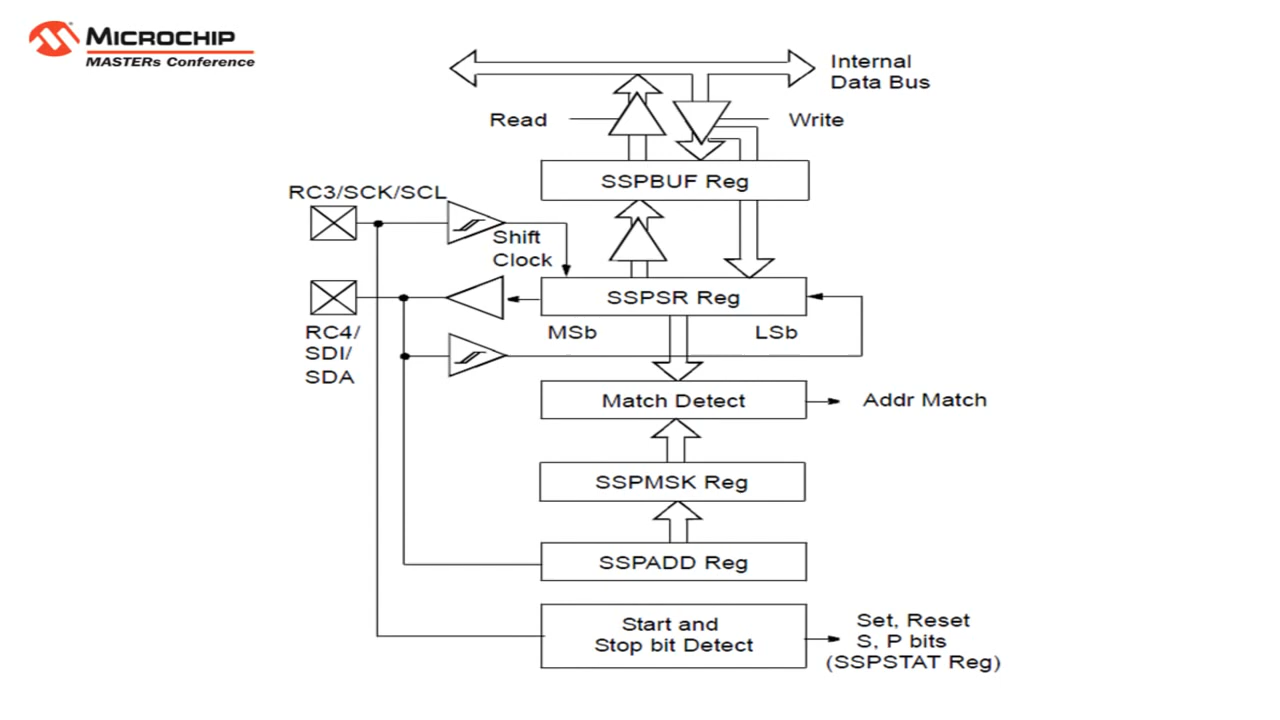 MICROCHIP
MASTERs Conference
Internal
Data Bus
Read
Write
SSPBUF Reg
RC3/SCK/SCL
Shift
Clock
SSPSR Reg
MSb
LSb
RC4/
SDI/
SDA
Match Detect
Addr Match
SSPMSK Reg
SSPADD Reg
Start and
Stop bit Detect
Set, Reset
S, P bits
(SSPSTAT Reg)